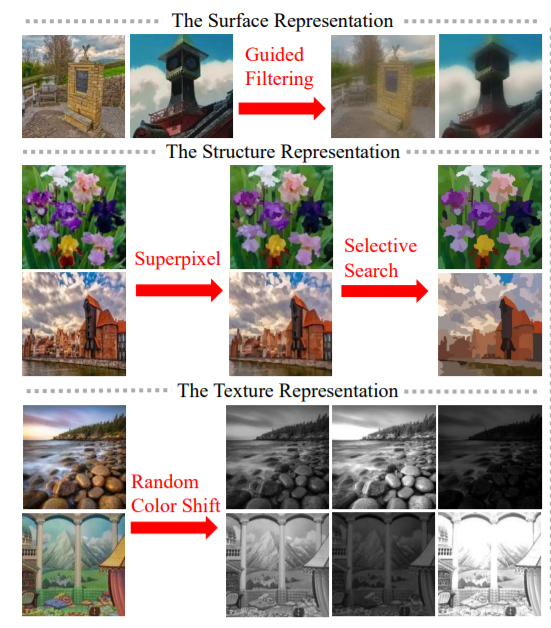 The Surface Representation
Guided
Filtering
The Structure Representation
Superpixel
Selective
Search
The Texture Representation
Random
Color Shift